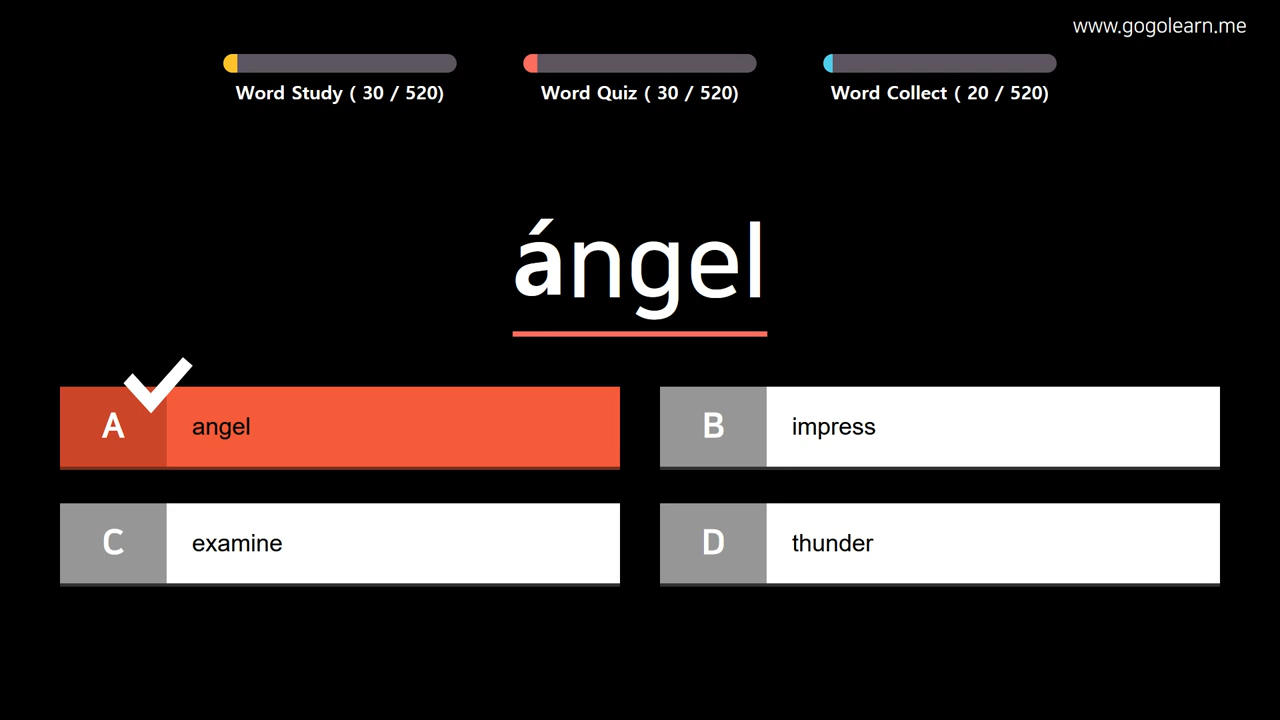 www.gogolearn.me
Word Study ( 30 / 520)
Word Quiz ( 30 / 520)
Word Collect ( 20 / 520)
ángel
A angel
B impress
C examine
D thunder